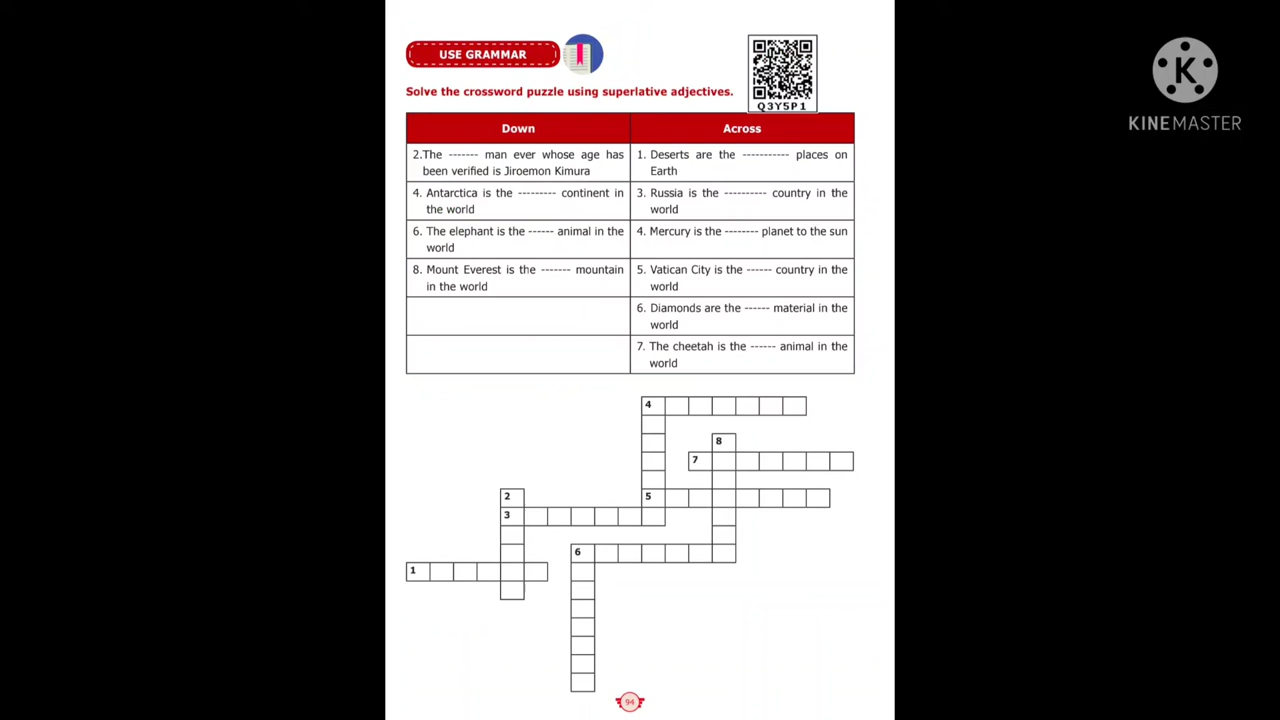 USE GRAMMAR
Q3Y5P1
Solve the crossword puzzle using superlative adjectives.
Down
Across
2.The ------- man ever whose age has
been verified is Jiroemon Kimura
1. Deserts are the ----------- places on
Earth
4. Antarctica is the --------- continent in
the world
3. Russia is the ---------- country in the
world
6. The elephant is the ------ animal in the
world
4. Mercury is the -------- planet to the sun
8. Mount Everest is the ------- mountain
in the world
5. Vatican City is the ------ country in the
world
6. Diamonds are the ------ material in the
world
7. The cheetah is the ------ animal in the
world
4
8
7
2
5
3
6
1
94
K
KINEMASTER